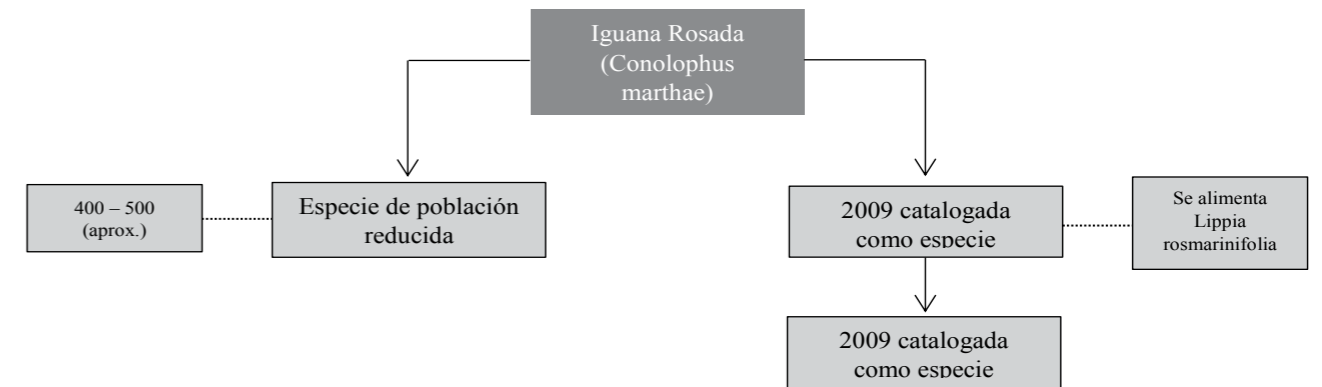 Iguana Rosada
(Conolophus
marthae)
400 – 500
(aprox.)
Especie de población
reducida
2009 catalogada
como especie
Se alimenta
Lippia
rosmarinifolia
2009 catalogada
como especie